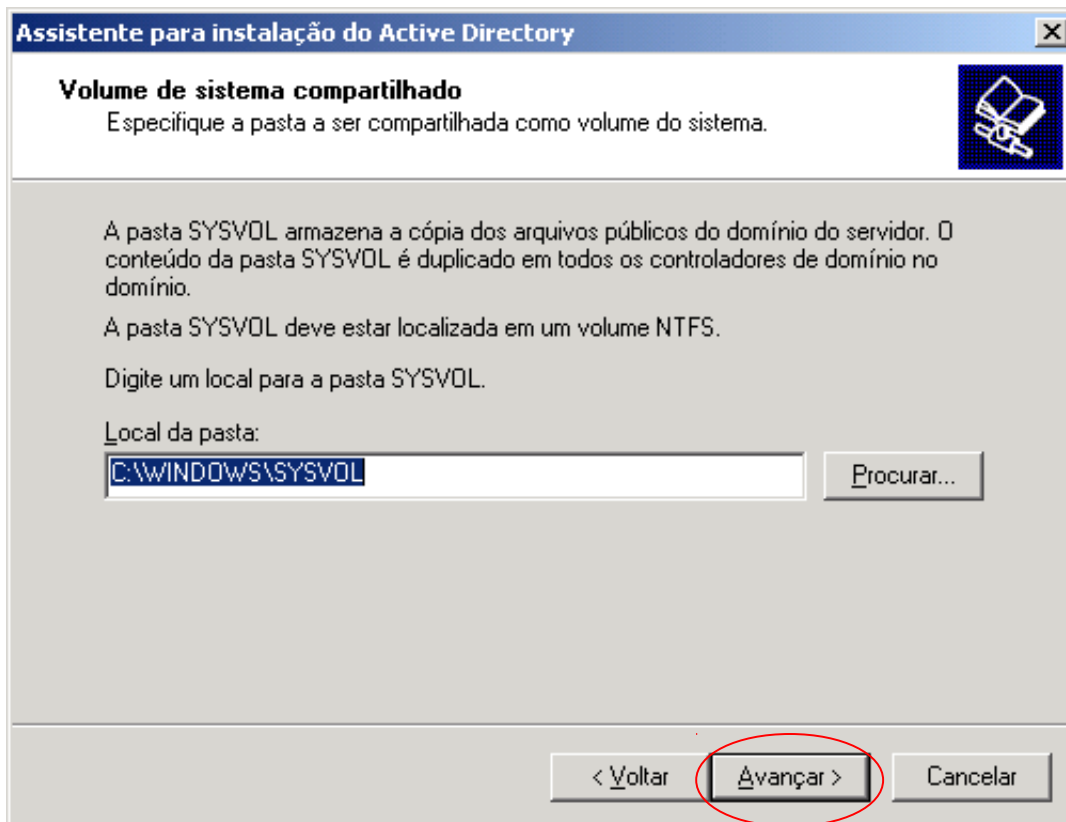 Assistente para instalação do Active Directory
Volume de sistema compartilhado
Especifique a pasta a ser compartilhada como volume do sistema.
A pasta SYSVOL armazena a cópia dos arquivos públicos do domínio do servidor. O
conteúdo da pasta SYSVOL é duplicado em todos os controladores de domínio no
domínio.
A pasta SYSVOL deve estar localizada em um volume NTFS.
Digite um local para a pasta SYSVOL.
Local da pasta:
C:\WINDOWS\SYSVOL
Procurar...
< Voltar
Avançar >
Cancelar